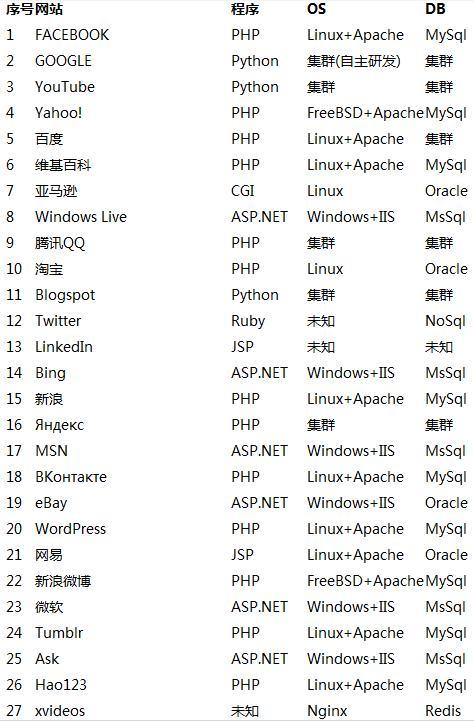 序号网站 程序 OS DB
1 FACEBOOK PHP Linux+Apache MySql
2 GOOGLE Python 集群(自主研发) 集群
3 YouTube Python 集群 集群
4 Yahoo! PHP FreeBSD+Apache MySql
5 百度 PHP Linux+Apache 集群
6 维基百科 PHP Linux+Apache MySql
7 亚马逊 CGI Linux Oracle
8 Windows Live ASP.NET Windows+IIS MsSql
9 腾讯QQ PHP 集群 集群
10 淘宝 PHP Linux Oracle
11 Blogspot Python 集群 集群
12 Twitter Ruby 未知 NoSql
13 LinkedIn JSP 未知 未知
14 Bing ASP.NET Windows+IIS MsSql
15 新浪 PHP Linux+Apache MySql
16 Яндекс PHP 集群 集群
17 MSN ASP.NET Windows+IIS MsSql
18 ВКонтакте PHP Linux+Apache MySql
19 eBay ASP.NET Windows+IIS Oracle
20 WordPress PHP Linux+Apache MySql
21 网易 JSP Linux+Apache Oracle
22 新浪微博 PHP FreeBSD+Apache MySql
23 微软 ASP.NET Windows+IIS MsSql
24 Tumblr PHP Linux+Apache MySql
25 Ask ASP.NET Windows+IIS MsSql
26 Hao123 PHP Linux+Apache MySql
27 xvideos 未知 Nginx Redis